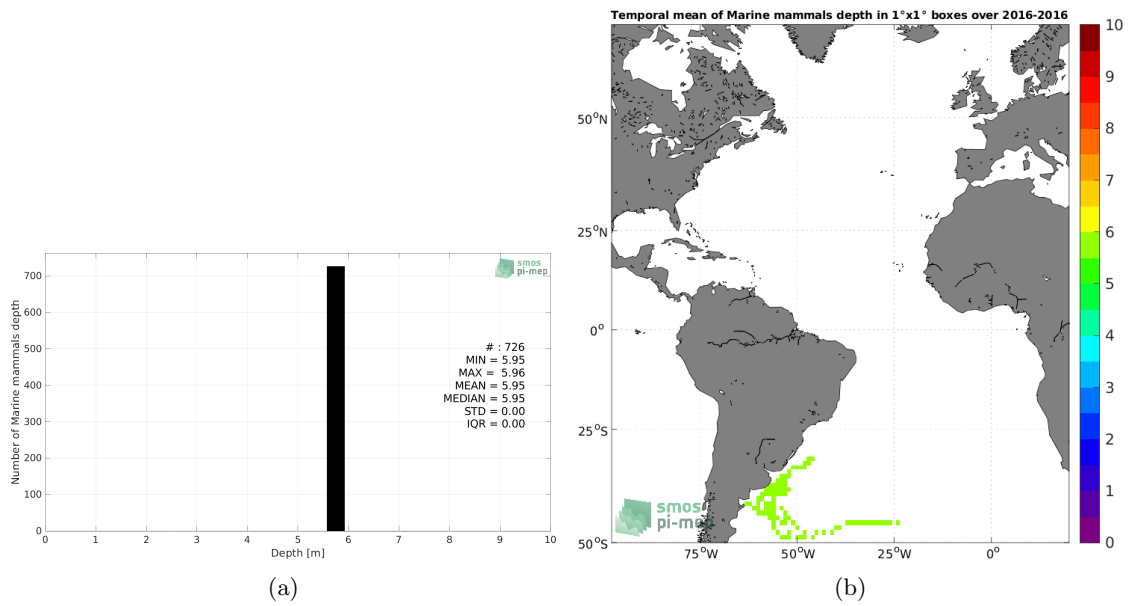 Temporal mean of Marine mammals depth in 1°x1° boxes over 2016-2016
smos
pi-mep
Number of Marine mammals depth
700
600
500
400
300
200
100
0
# : 726
MIN = 5.95
MAX = 5.96
MEAN = 5.95
MEDIAN = 5.95
STD = 0.00
IQR = 0.00
0 1 2 3 4 5 6 7 8 9 10
Depth [m]
(a)
50°N
25°N
0°
25°S
50°S
smos
pi-mep
75°W 50°W 25°W 0°
10
9
8
7
6
5
4
3
2
1
0
(b)